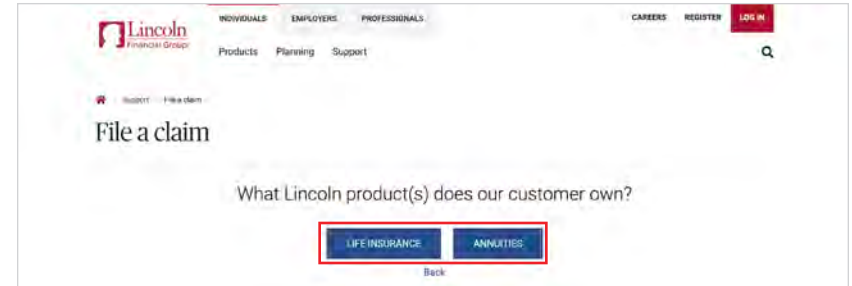 Lincoln
Financial Group
INDIVIDUALS EMPLOYERS PROFESSIONALS
CAREERS REGISTER LOG IN
Products Planning Support
Support File a claim
File a claim
What Lincoln product(s) does our customer own?
LIFE INSURANCE ANNUITIES
Back